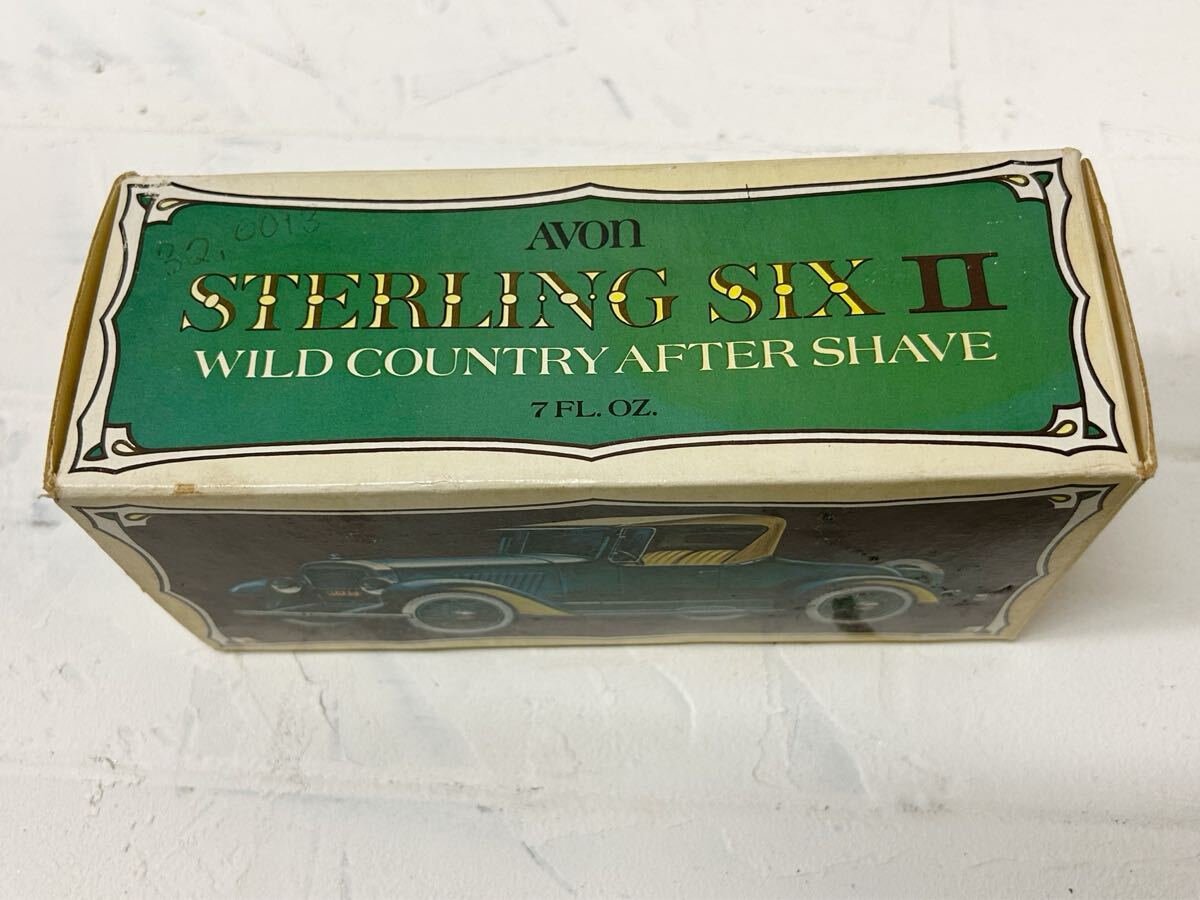 32,0013
AVON
STERLING SIX II
WILD COUNTRY AFTER SHAVE
7 FL. OZ.